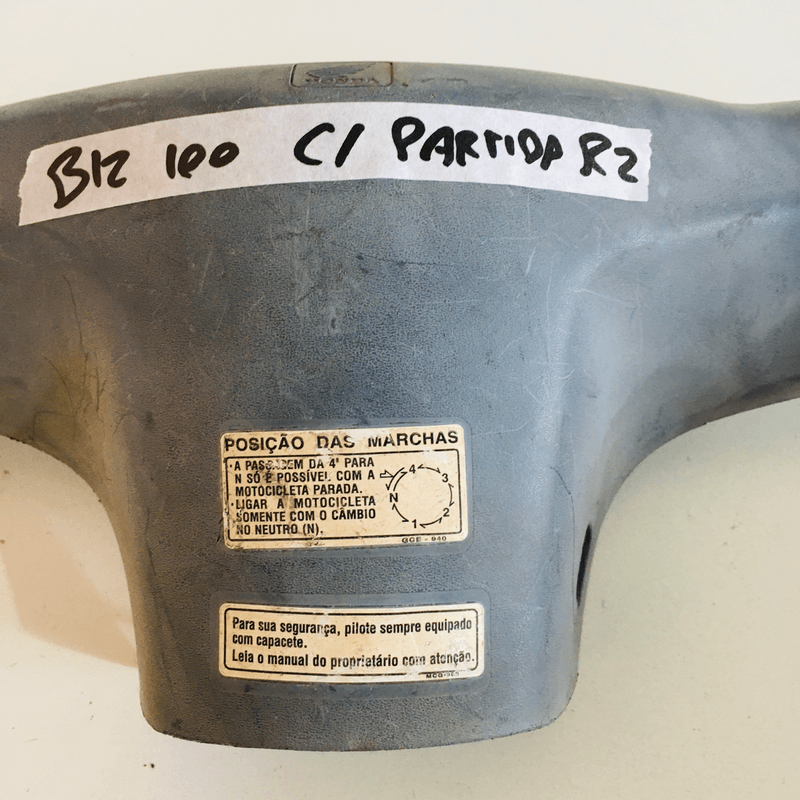 HONDA
BIZ 100 C/ PARTIDA R2
POSIÇÃO DAS MARCHAS
·A PASSAGEM DA 4ª PARA
N SÓ É POSSÍVEL COM A
MOTOCICLETA PARADA.
·LIGAR A MOTOCICLETA
SOMENTE COM O CÂMBIO
NO NEUTRO (N).
4
3
N
2
1
GCE - 940
Para sua segurança, pilote sempre equipado
com capacete.
Leia o manual do proprietário com atenção.